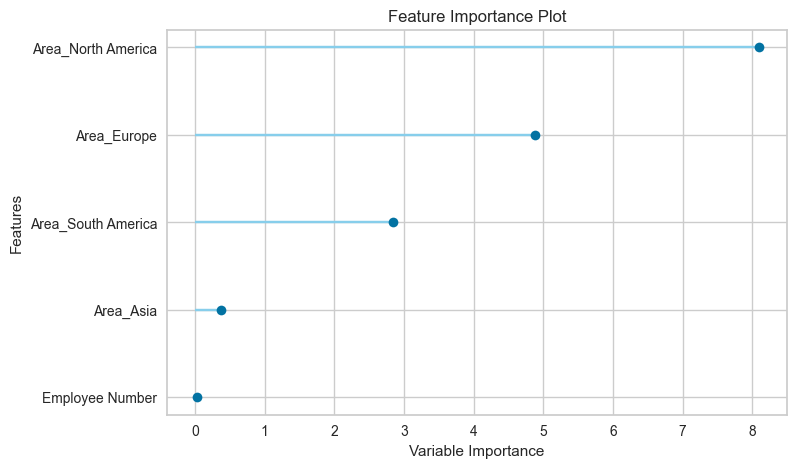 Feature Importance Plot
Area_North America
Area_Europe
Area_South America
Area_Asia
Employee Number
Features
0 1 2 3 4 5 6 7 8
Variable Importance